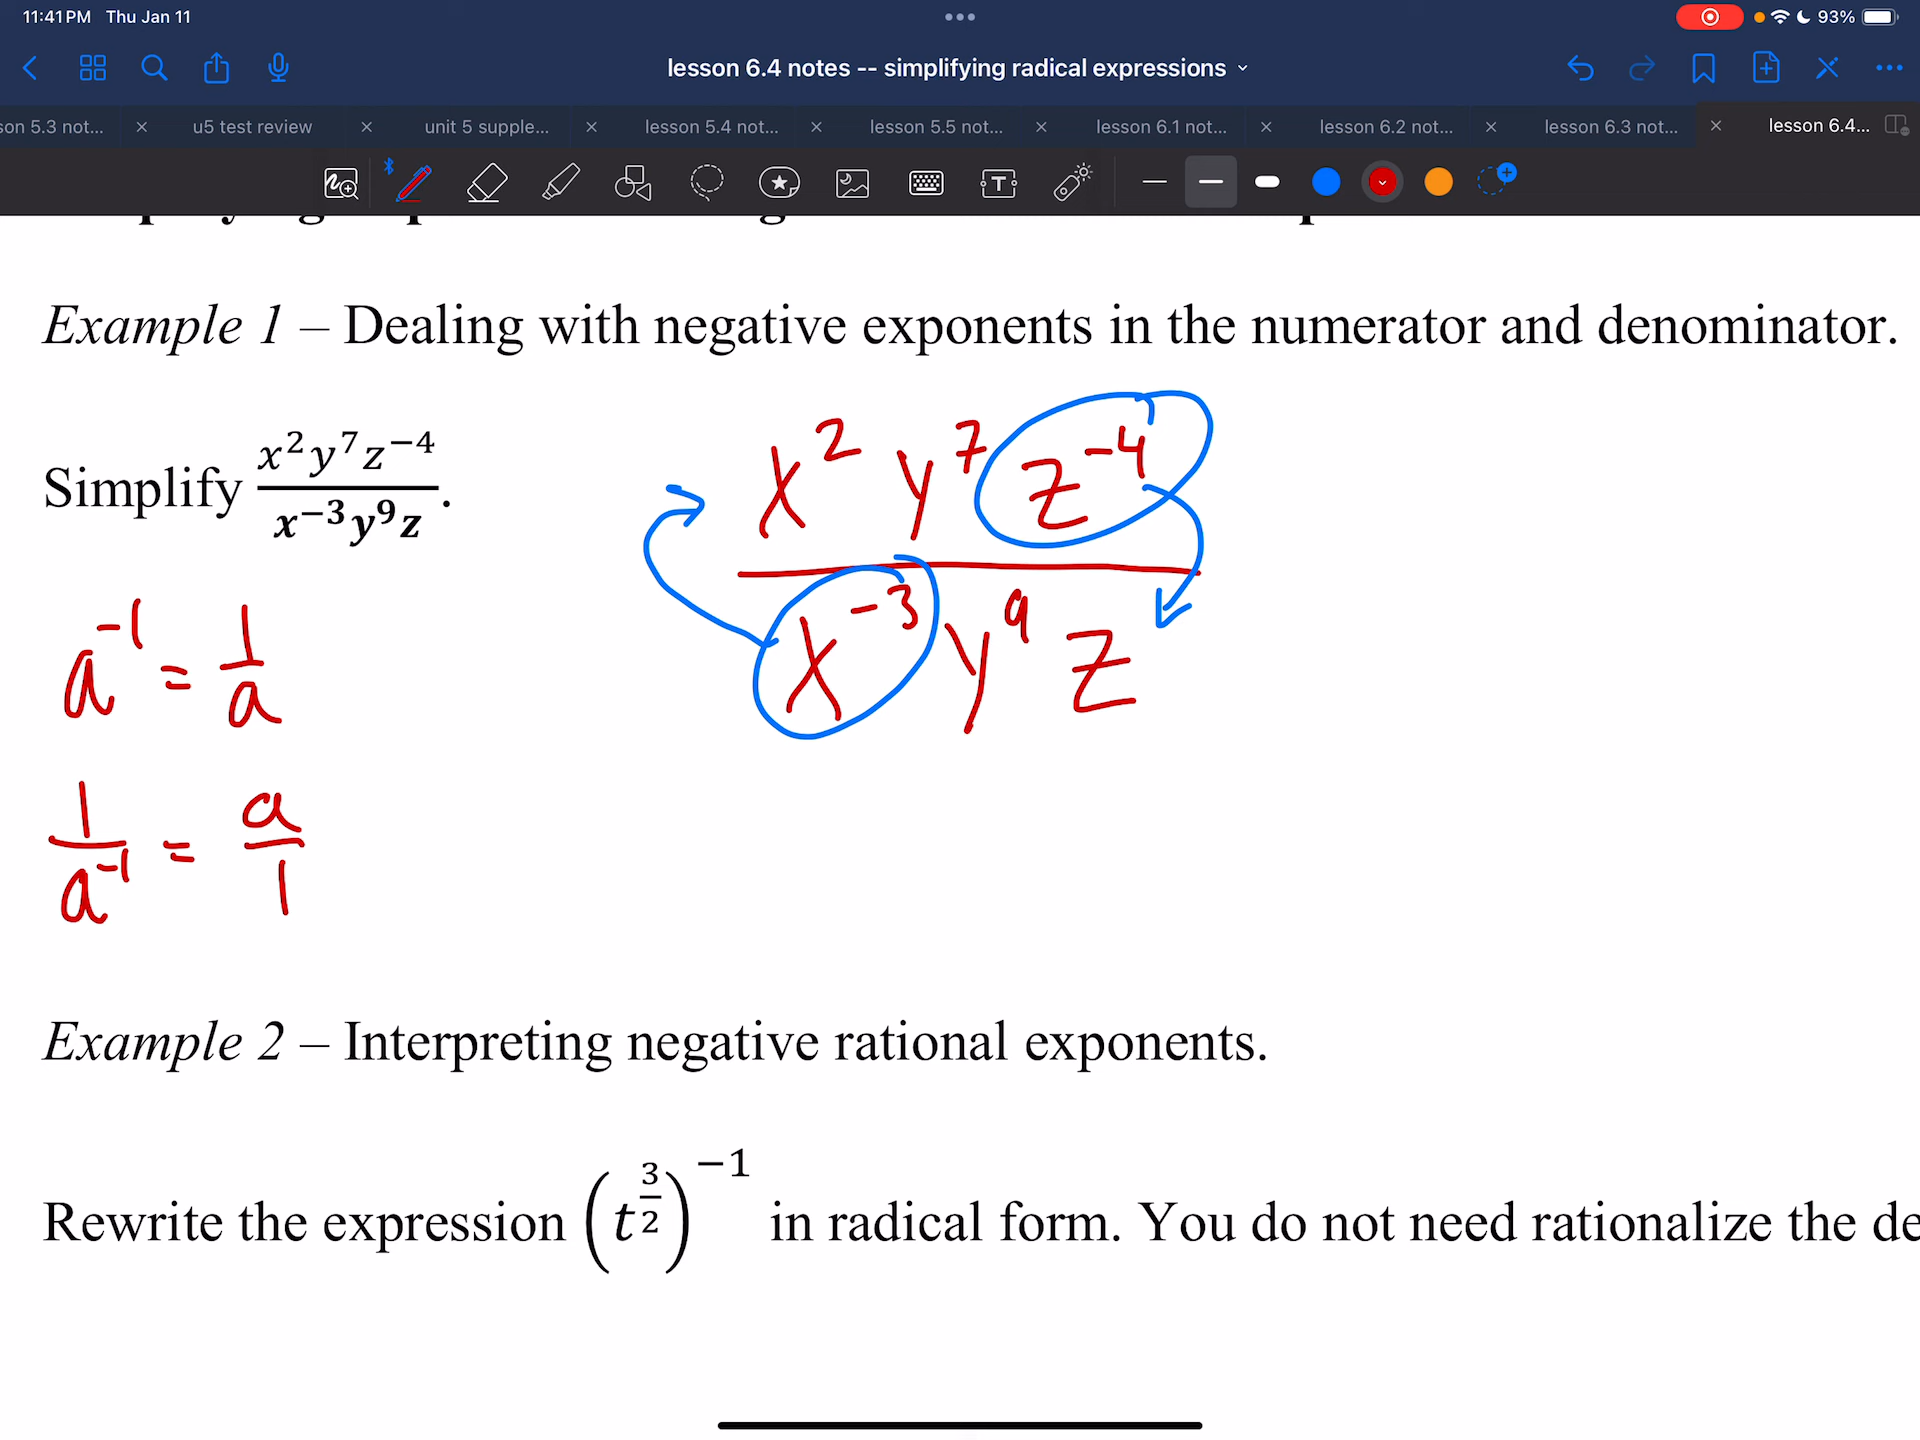 11:41 PM Thu Jan 11
93%
lesson 6.4 notes -- simplifying radical expressions
son 5.3 not... × u5 test review × unit 5 supple... × lesson 5.4 not... × lesson 5.5 not... × lesson 6.1 not... × lesson 6.2 not... × lesson 6.3 not... × lesson 6.4...
Example 1 – Dealing with negative exponents in the numerator and denominator.
Simplify x²y⁷z⁻⁴ / x⁻³y⁹z.
x² y⁷ z⁻⁴
x⁻³ y⁹ z
a⁻¹ = 1/a
1/a⁻¹ = a/1
Example 2 – Interpreting negative rational exponents.
Rewrite the expression (t^(3/2))⁻¹ in radical form. You do not need rationalize the de